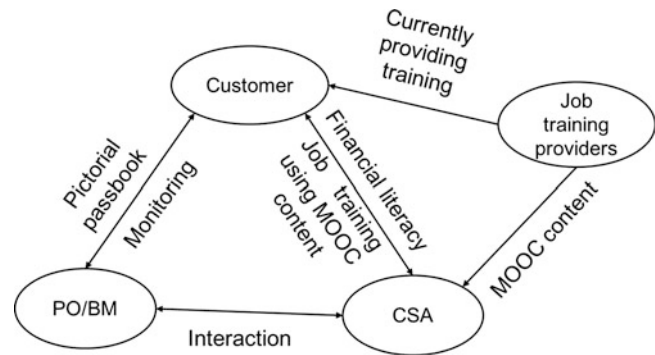 Currently
providing
training
Customer
Job
training
providers
Pictorial
passbook
Monitoring
Financial literacy
Job training
using MOOC
content
MOOC content
PO/BM
Interaction
CSA